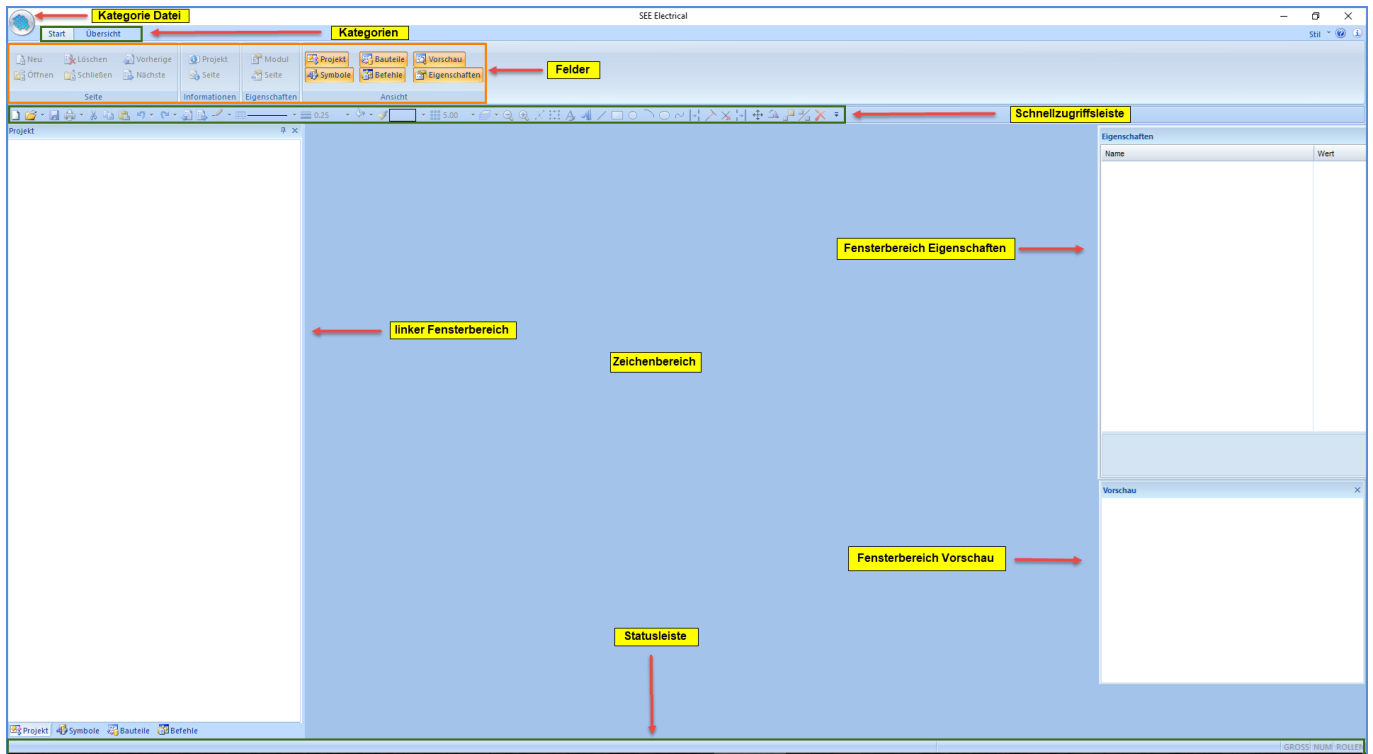 Kategorie Datei
SEE Electrical
Start Übersicht
Kategorien
Stil
Neu Löschen Vorherige Projekt Modul Projekt Bauteile Vorschau
Öffnen Schließen Nächste Seite Seite Symbole Befehle Eigenschaften
Felder
Seite Informationen Eigenschaften Ansicht
0.25 5.00
Schnellzugriffsleiste
Projekt
Eigenschaften
Name Wert
Fensterbereich Eigenschaften
linker Fensterbereich
Zeichenbereich
Vorschau
Fensterbereich Vorschau
Statusleiste
Projekt Symbole Bauteile Befehle
GROSS NUM ROLLEN